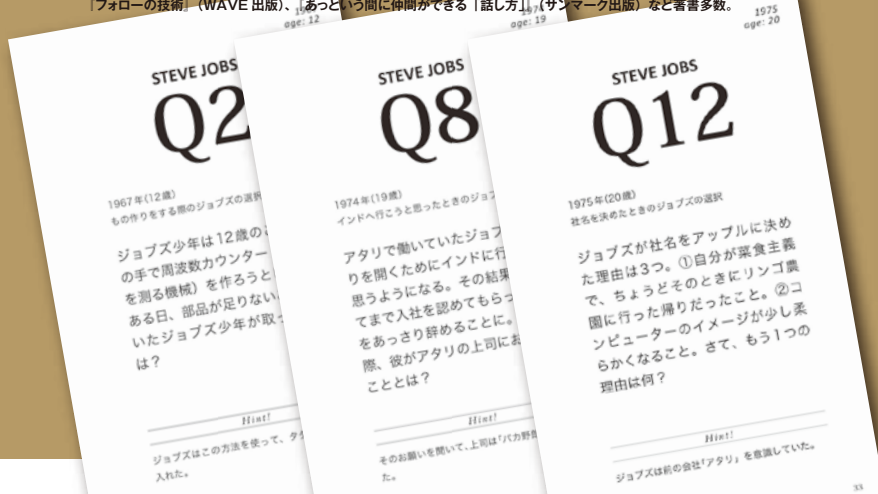 『フォローの技術』（WAVE出版）、『あっという間に仲間ができる「話し方」』（サンマーク出版）など著書多数。
age: 12
STEVE JOBS
Q2
1967年(12歳)
もの作りをする際のジョブズの選択
ジョブズ少年は12歳の
の手で周波数カウンター
を測る機械）を作ろうと
ある日、部品が足りない
いたジョブズ少年が取っ
は？
Hint!
ジョブズはこの方法を使って、タ
入れた。
age: 19
STEVE JOBS
Q8
1974年(19歳)
インドへ行こうと思ったときのジョブ
アタリで働いていたジョブ
りを開くためにインドに行
思うようになる。その結果
てまで入社を認めてもらっ
をあっさり辞めることに。
際、彼がアタリの上司にお
こととは？
Hint!
そのお願いを聞いて、上司は「バカ野郎
た。
1975
age: 20
STEVE JOBS
Q12
1975年(20歳)
社名を決めたときのジョブズの選択
ジョブズが社名をアップルに決め
た理由は3つ。①自分が菜食主義
で、ちょうどそのときにリンゴ農
園に行った帰りだったこと。②コ
ンピューターのイメージが少し柔
らかくなること。さて、もう1つの
理由は何？
Hint!
ジョブズは前の会社「アタリ」を意識していた。
33